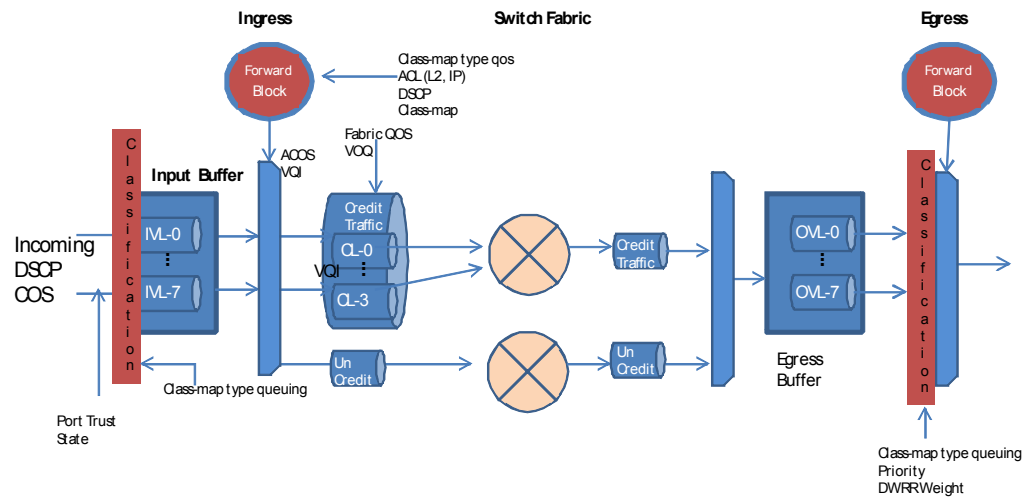 Ingress
Switch Fabric
Egress
Forward
Block
Class-map type qos
ACL (L2, IP)
DSCP
Class-map
Forward
Block
Fabric QOS
VOQ
ACOS
VQI
Classification
Input Buffer
IVL-0
IVL-7
Incoming
DSCP
COS
Credit
Traffic
CL-0
VQI
CL-3
Credit
Traffic
OVL-0
OVL-7
Classification
Un
Credit
Un
Credit
Egress
Buffer
Class-map type queuing
Port Trust
State
Class-map type queuing
Priority
DWRR Weight